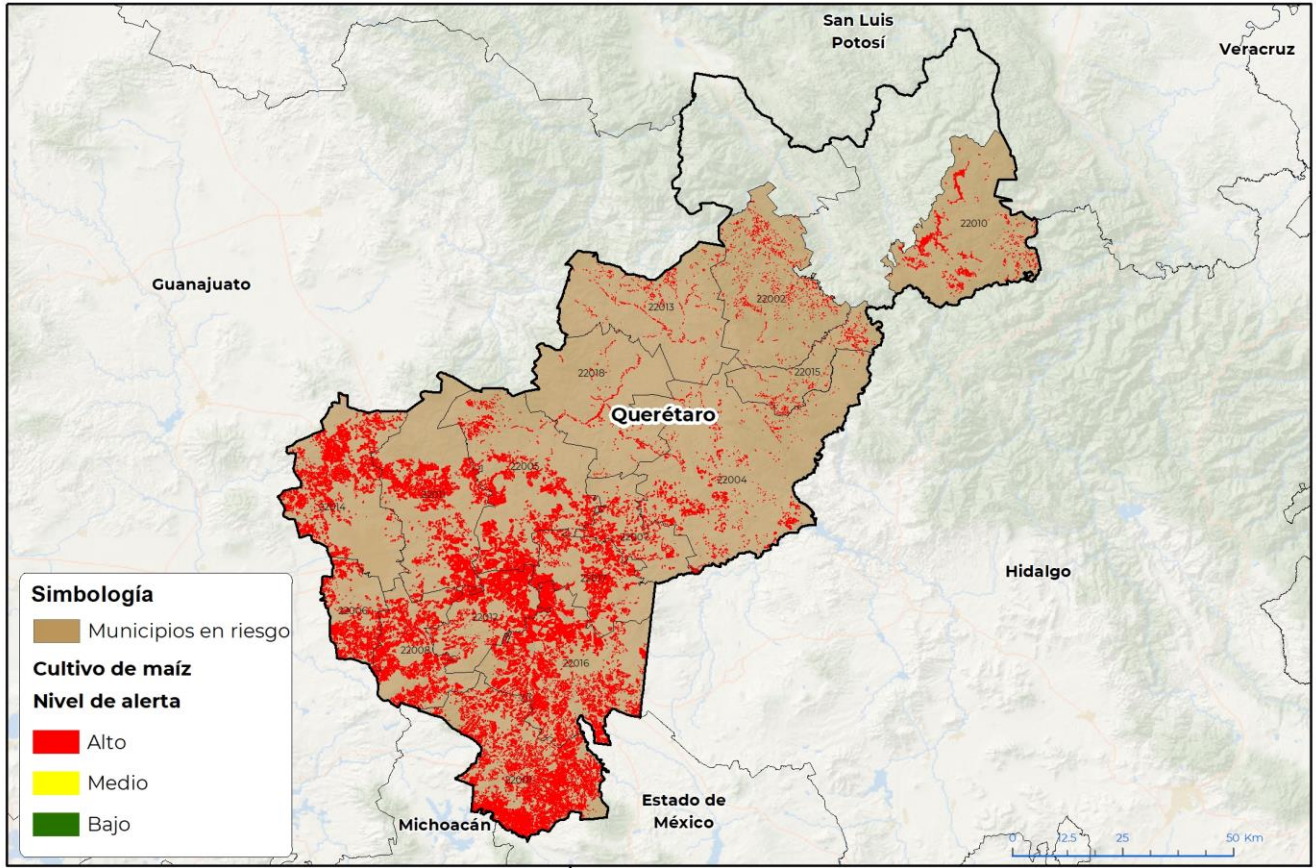 San Luis
Potosí
Veracruz
22010
Guanajuato
22013
22002
22018
22015
Querétaro
22005
22004
22014
Hidalgo
Simbología
Municipios en riesgo
Cultivo de maíz
Nivel de alerta
Alto
Medio
Bajo
22006
22012
22008
22016
22001
Michoacán
Estado de
México
0 12.5 25 50 Km